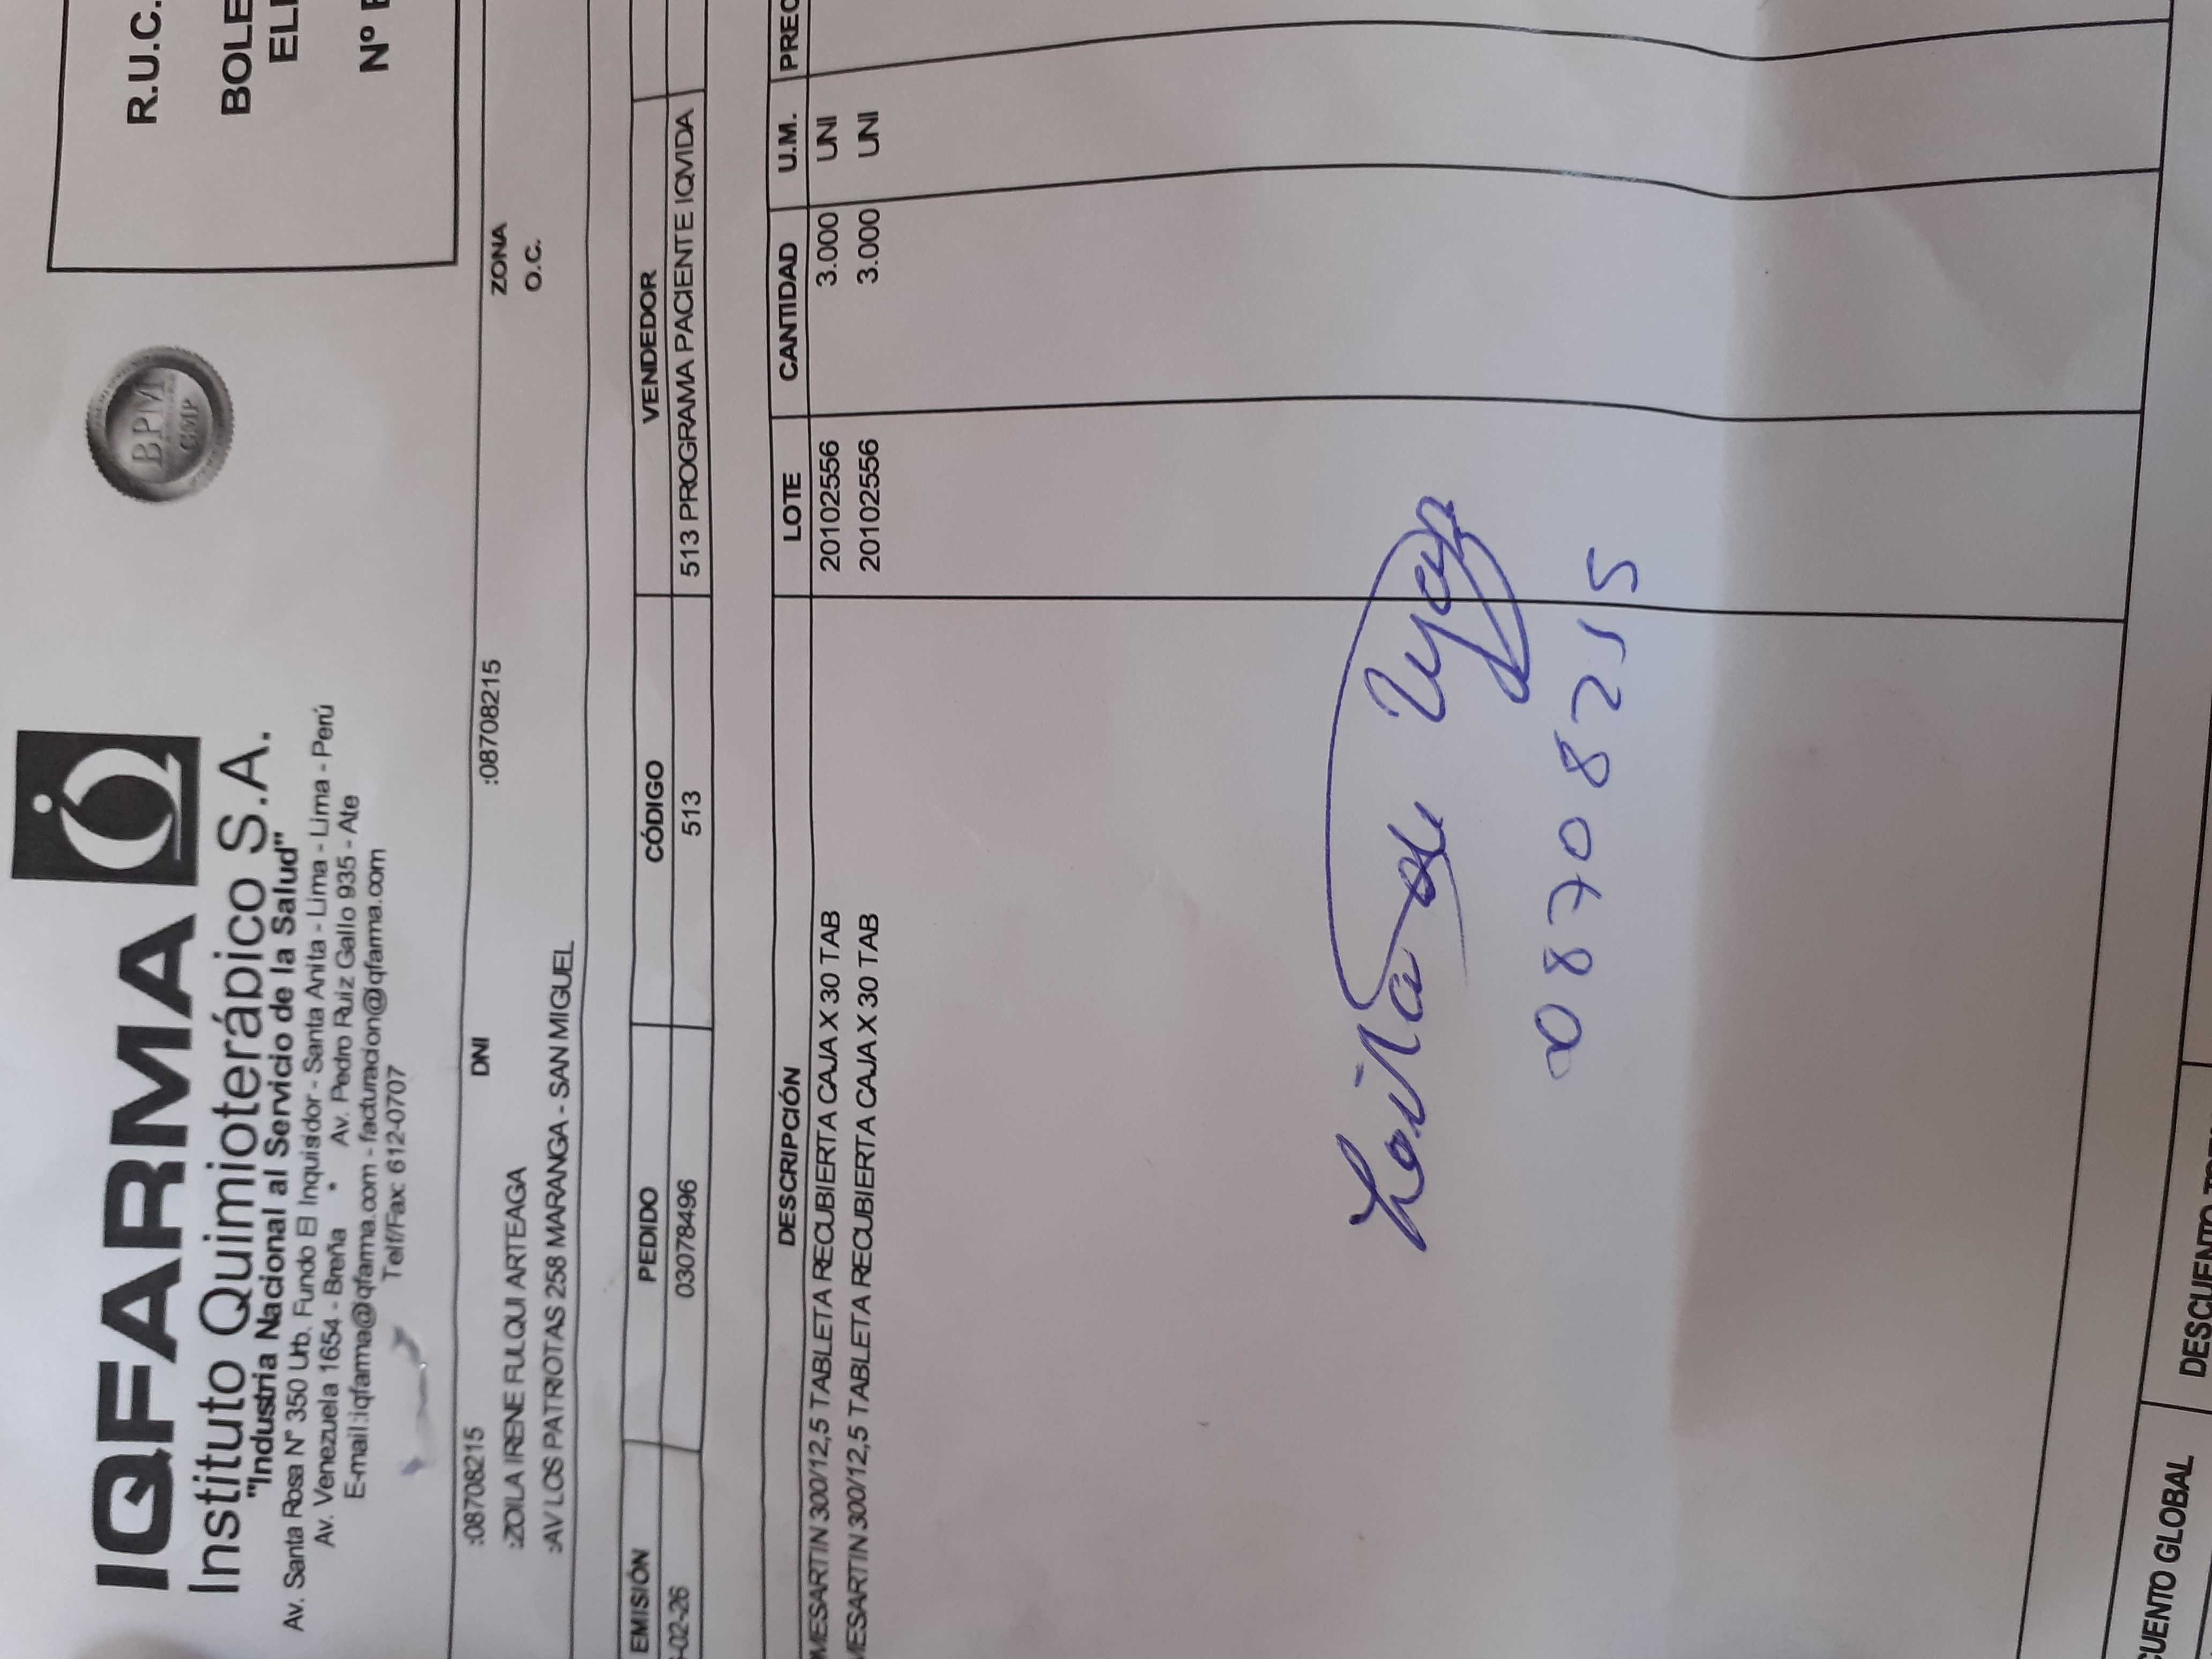 IQFARMA
Instituto Quimioterápico S.A.
"Industria Nacional al Servicio de la Salud"
Av. Santa Rosa N° 350 Urb. Fundo El Inquisidor - Santa Anita - Lima - Lima - Perú
Av. Venezuela 1654 - Breña • Av. Pedro Ruiz Gallo 935 - Ate
E-mail:iqfarma@qfarma.com - facturacion@qfarma.com
Telf/Fax: 612-0707
BPM
GMP
R.U.C.
BOLE
ELE
Nº
:08708215 DNI :08708215 ZONA
:ZOILA IRENE FULQUI ARTEAGA O.C.
:AV LOS PATRIOTAS 258 MARANGA - SAN MIGUEL
EMISIÓN PEDIDO CÓDIGO VENDEDOR
-02-26 03078496 513 513 PROGRAMA PACIENTE IQVIDA
DESCRIPCIÓN LOTE CANTIDAD U.M. PREC
MESARTIN 300/12,5 TABLETA RECUBIERTA CAJA X 30 TAB 20102556 3.000 UNI
MESARTIN 300/12,5 TABLETA RECUBIERTA CAJA X 30 TAB 20102556 3.000 UNI
08708215
CUENTO GLOBAL DESCUENTO